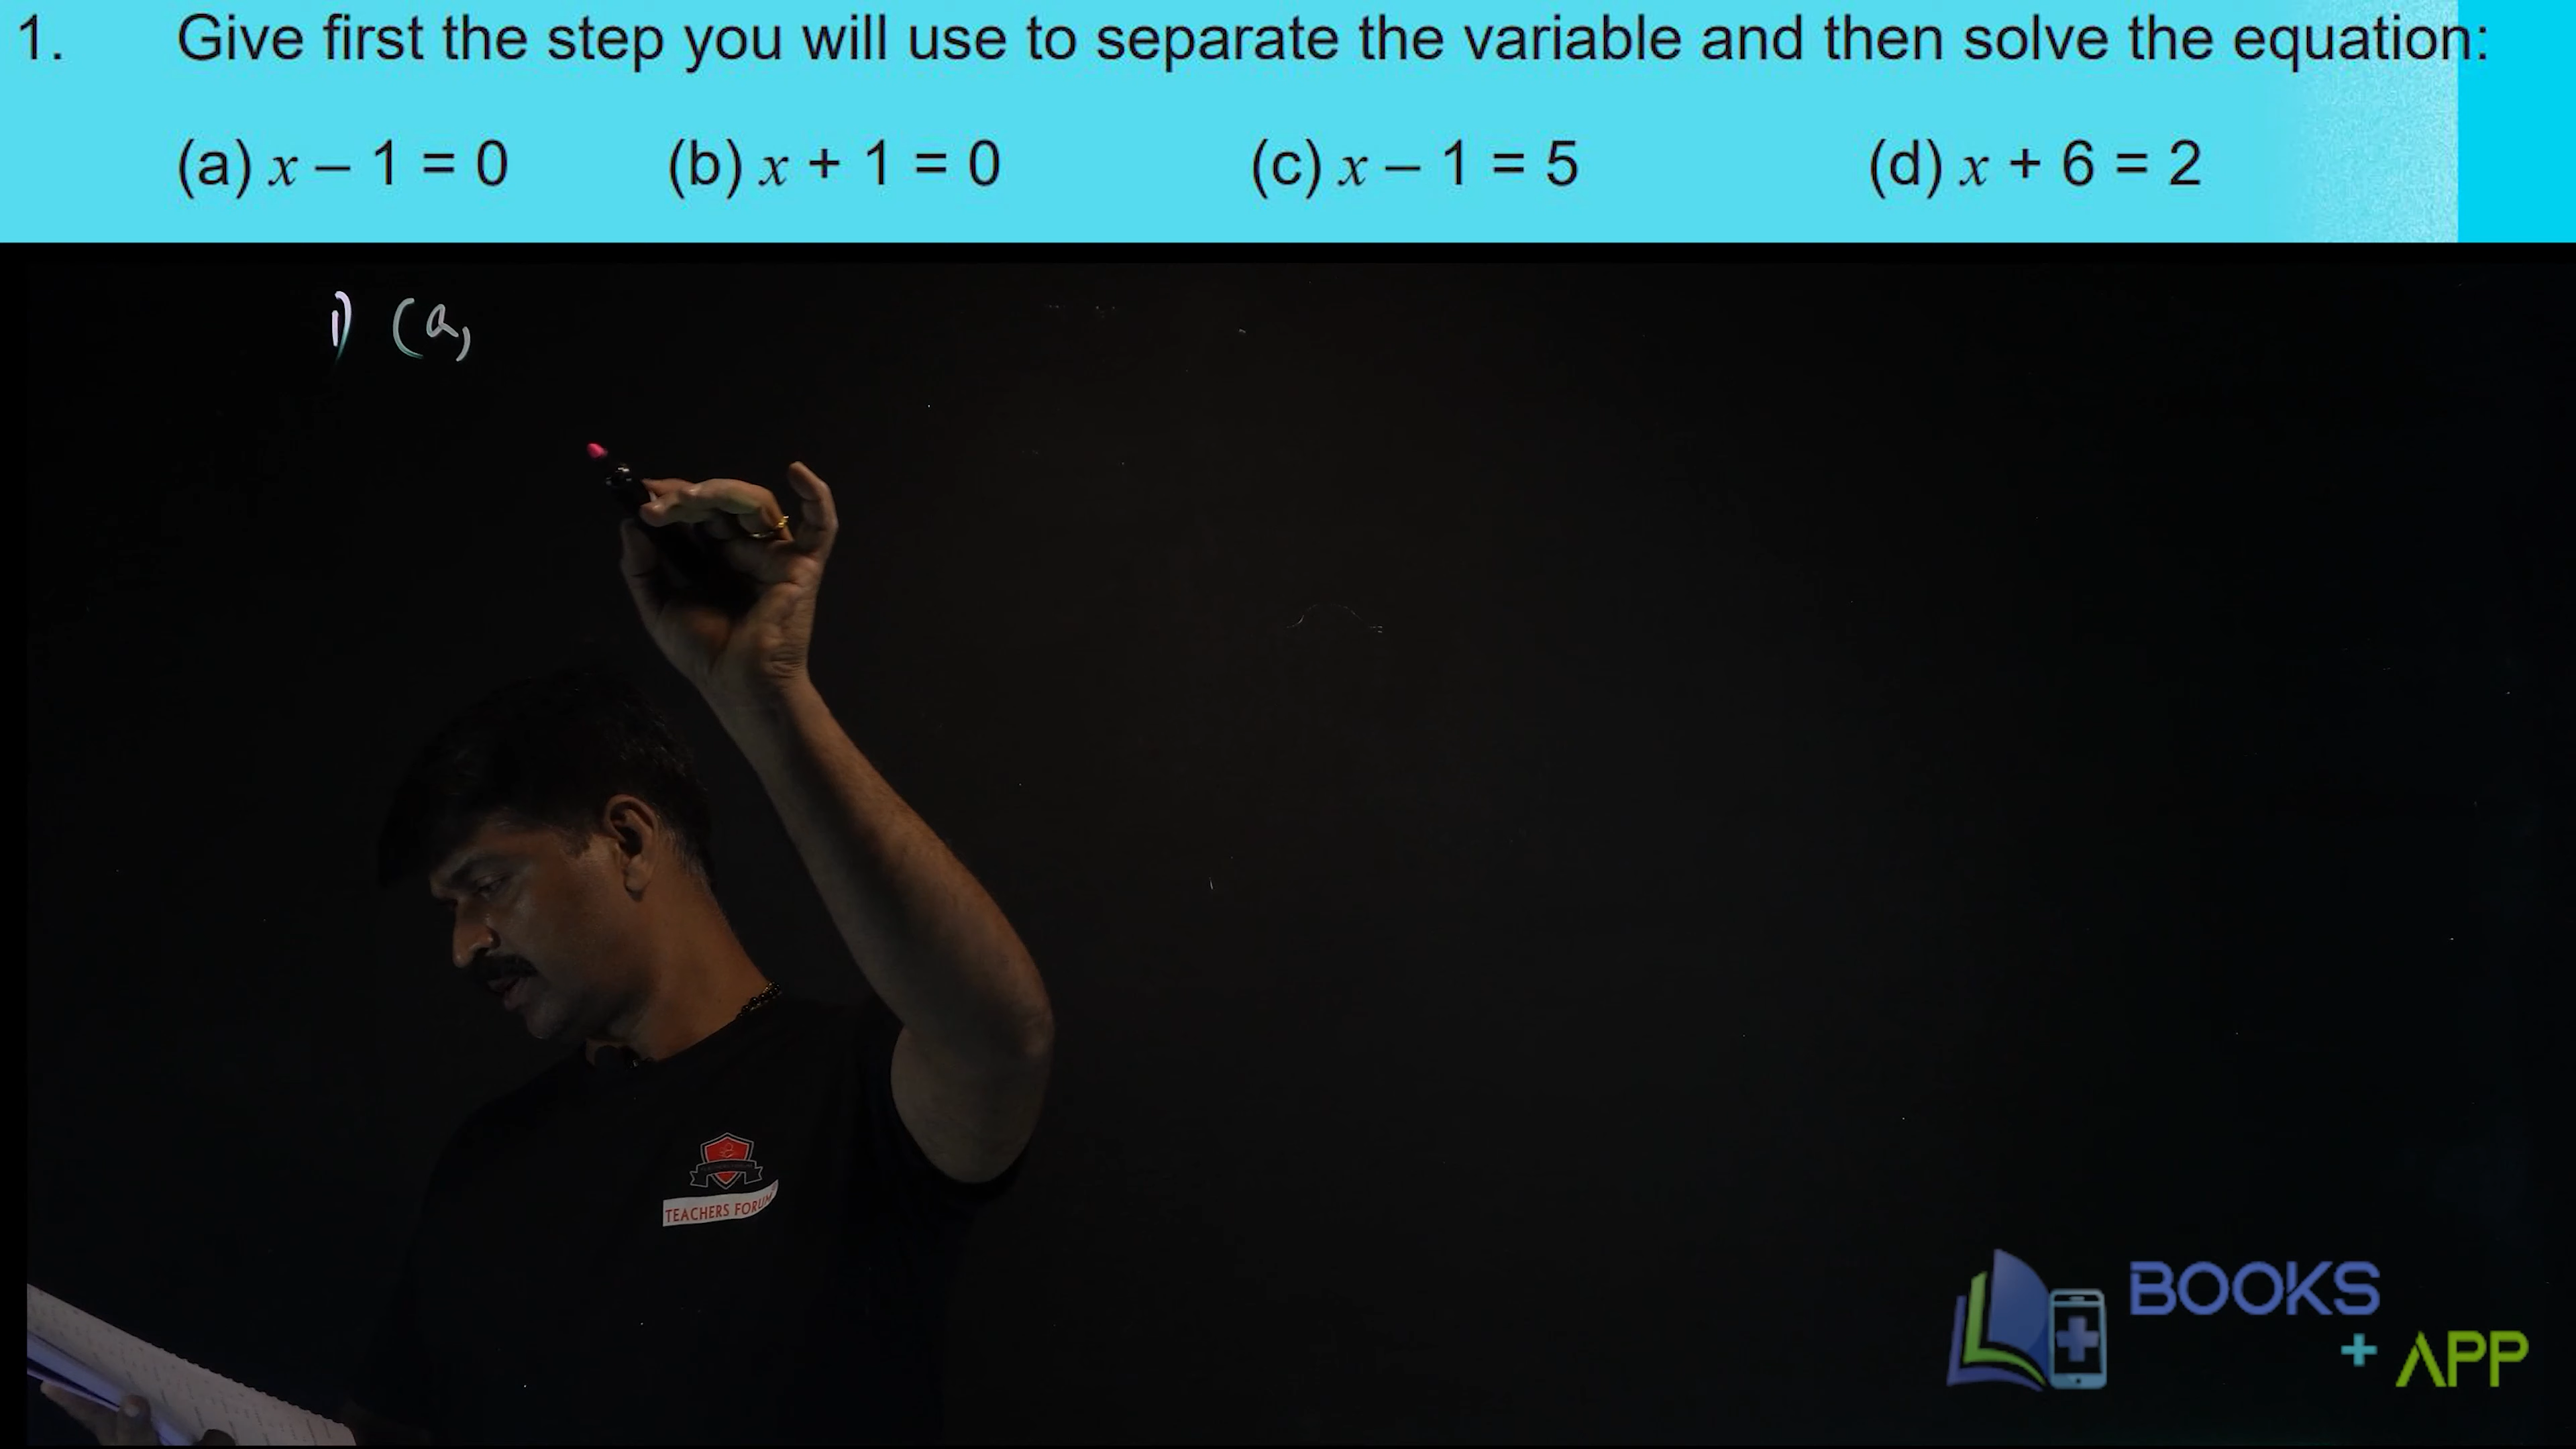 1. Give first the step you will use to separate the variable and then solve the equation:
(a) x – 1 = 0 (b) x + 1 = 0 (c) x – 1 = 5 (d) x + 6 = 2
1) (a)
TEACHERS FORUM
BOOKS
+ APP